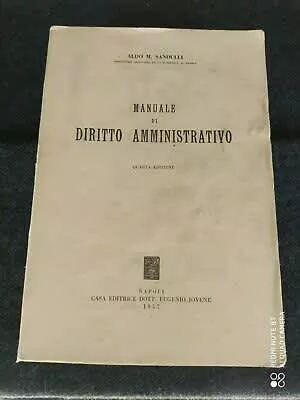 ALDO M. SANDULLI
MANUALE
DI
DIRITTO AMMINISTRATIVO
QUARTA EDIZIONE
NAPOLI
CASA EDITRICE DOTT. EUGENIO JOVENE
1957
REDMI NOTE 8T
AI QUAD CAMERA